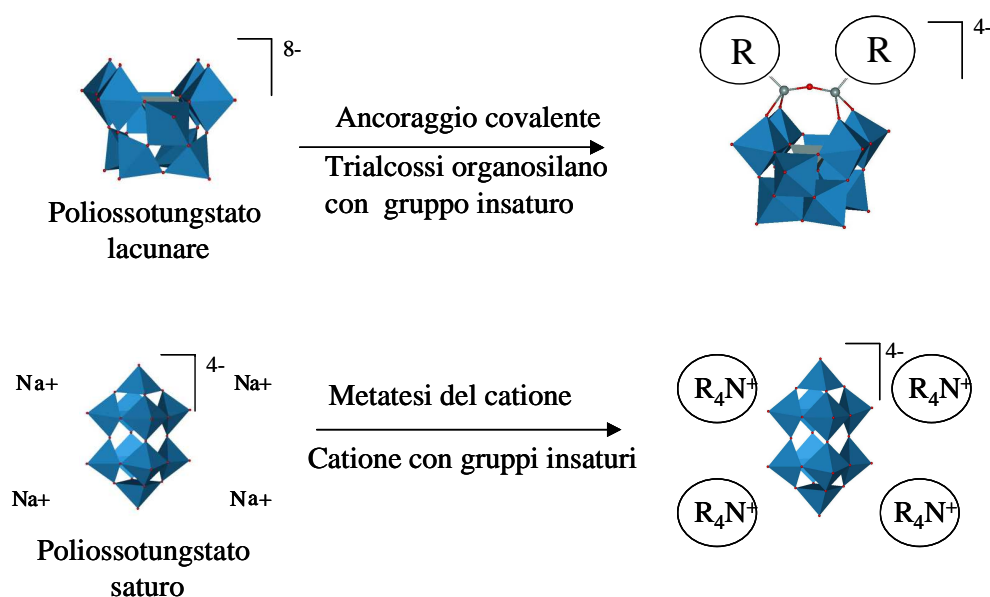 8-
R R
4-
Ancoraggio covalente
Trialcossi organosilano
con gruppo insaturo
Poliossotungstato
lacunare
4-
Na+ Na+
Na+ Na+
Metatesi del catione
Catione con gruppi insaturi
4-
R₄N⁺ R₄N⁺
R₄N⁺ R₄N⁺
Poliossotungstato
saturo